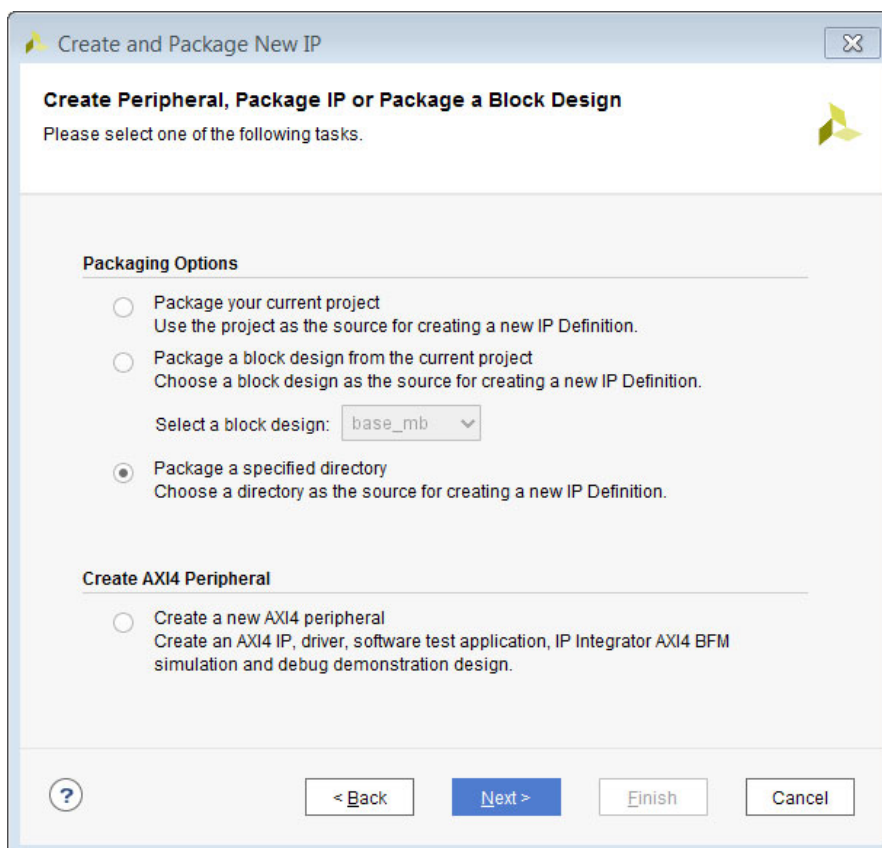 Create and Package New IP
Create Peripheral, Package IP or Package a Block Design
Please select one of the following tasks.
Packaging Options
Package your current project
Use the project as the source for creating a new IP Definition.
Package a block design from the current project
Choose a block design as the source for creating a new IP Definition.
Select a block design: base_mb
Package a specified directory
Choose a directory as the source for creating a new IP Definition.
Create AXI4 Peripheral
Create a new AXI4 peripheral
Create an AXI4 IP, driver, software test application, IP Integrator AXI4 BFM
simulation and debug demonstration design.
? < Back Next > Finish Cancel